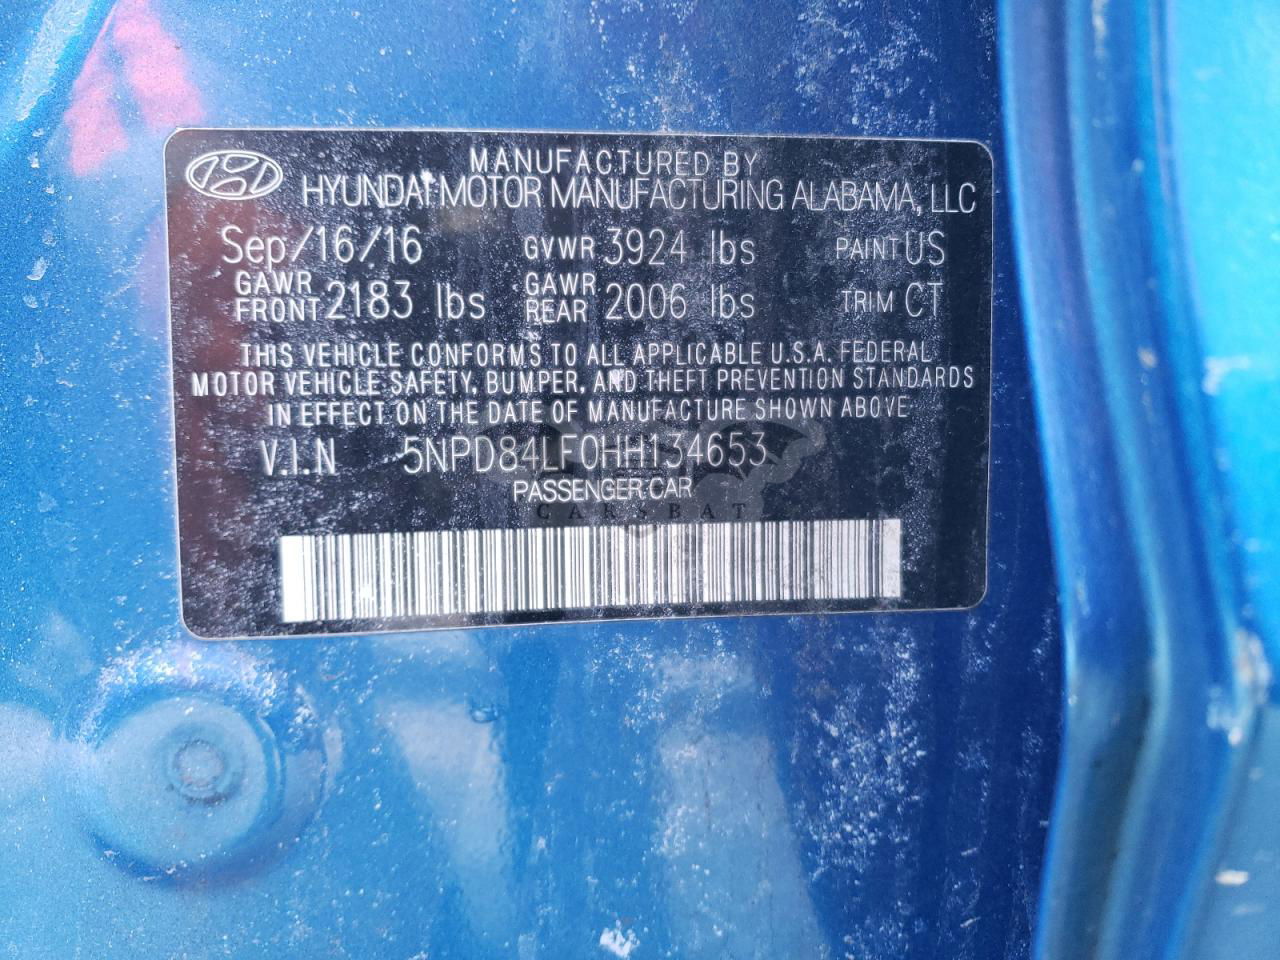 MANUFACTURED BY
HYUNDAI MOTOR MANUFACTURING ALABAMA, LLC
Sep/16/16 GVWR 3924 lbs PAINT US
GAWR FRONT 2183 lbs GAWR REAR 2006 lbs TRIM CT
THIS VEHICLE CONFORMS TO ALL APPLICABLE U.S.A. FEDERAL
MOTOR VEHICLE SAFETY, BUMPER, AND THEFT PREVENTION STANDARDS
IN EFFECT ON THE DATE OF MANUFACTURE SHOWN ABOVE
V.I.N 5NPD84LF0HH134653
PASSENGER CAR
CARSBAT